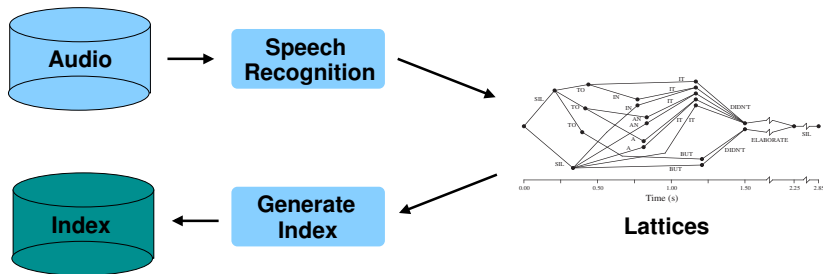 Audio
Speech
Recognition
SIL
TO
TO
TO
SIL
IN
IN
AN
AN
A
A
IT
IT
IT
IT
IT
BUT
BUT
DIDN'T
DIDN'T
ELABORATE
SIL
0.00 0.50 1.00 1.50 2.25 2.85
Time (s)
Lattices
Generate
Index
Index